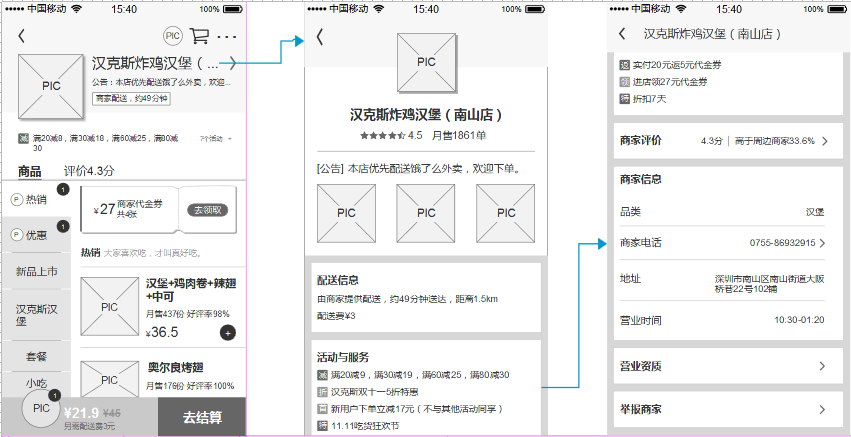 中国移动 15:40 100%
PIC
PIC
汉克斯炸鸡汉堡（ ...
公告：本店优先配送饿了么外卖，欢迎...
商家配送，约49分钟
减 满20减8，满30减18，满60减25，满80减30
7个活动
商品 评价4.3分
P 热销 1
P 优惠 1
新品上市
汉克斯汉堡
套餐
小吃
¥27 商家代金券
共4张
去领取
热销 大家喜欢吃，才叫真好吃。
PIC
汉堡+鸡肉卷+辣翅+中可
月售437份 好评率98%
¥36.5
+
PIC
奥尔良烤翅
月售176份 好评率100%
PIC 1
¥21.9 ¥45
另需配送费3元
去结算
中国移动 15:40 100%
PIC
汉克斯炸鸡汉堡（南山店）
4.5 月售1861单
[公告] 本店优先配送饿了么外卖，欢迎下单。
PIC PIC PIC
配送信息
由商家提供配送，约49分钟送达，距离1.5km
配送费¥3
活动与服务
减 满20减9，满30减19，满60减25，满80减30
折 汉克斯双十一5折特惠
首 新用户下单立减17元（不与其他活动同享）
特 11.11吃货狂欢节
中国移动 15:40 100%
汉克斯炸鸡汉堡（南山店）
返 实付20元返5元代金券
领 进店领27元代金券
特 折扣7天
商家评价 4.3分 | 高于周边商家33.6%
商家信息
品类 汉堡
商家电话 0755-86932915
地址 深圳市南山区南山街道大板桥巷22号102铺
营业时间 10:30-01:20
营业资质
举报商家